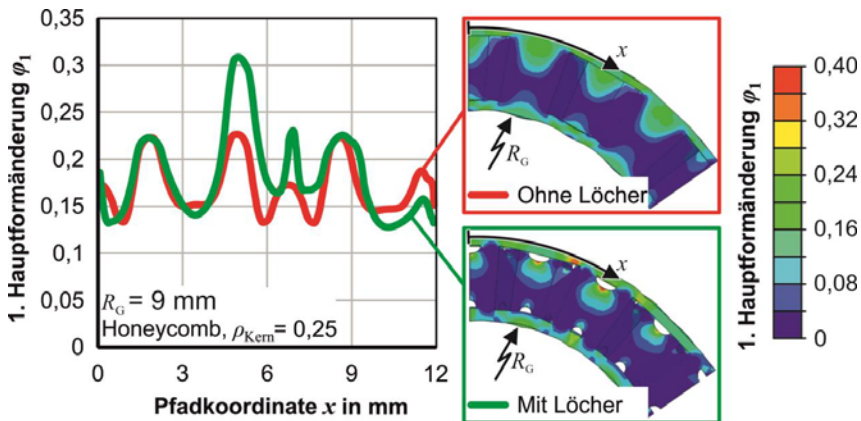 1. Hauptformänderung φ1
0,35
0,3
0,25
0,2
0,15
0,1
0,05
0
RG = 9 mm
Honeycomb, ρKern= 0,25
0
3
6
9
12
Pfadkoordinate x in mm
x
RG
Ohne Löcher
x
RG
Mit Löcher
1. Hauptformänderung φ1
0,40
0,32
0,24
0,16
0,08
0